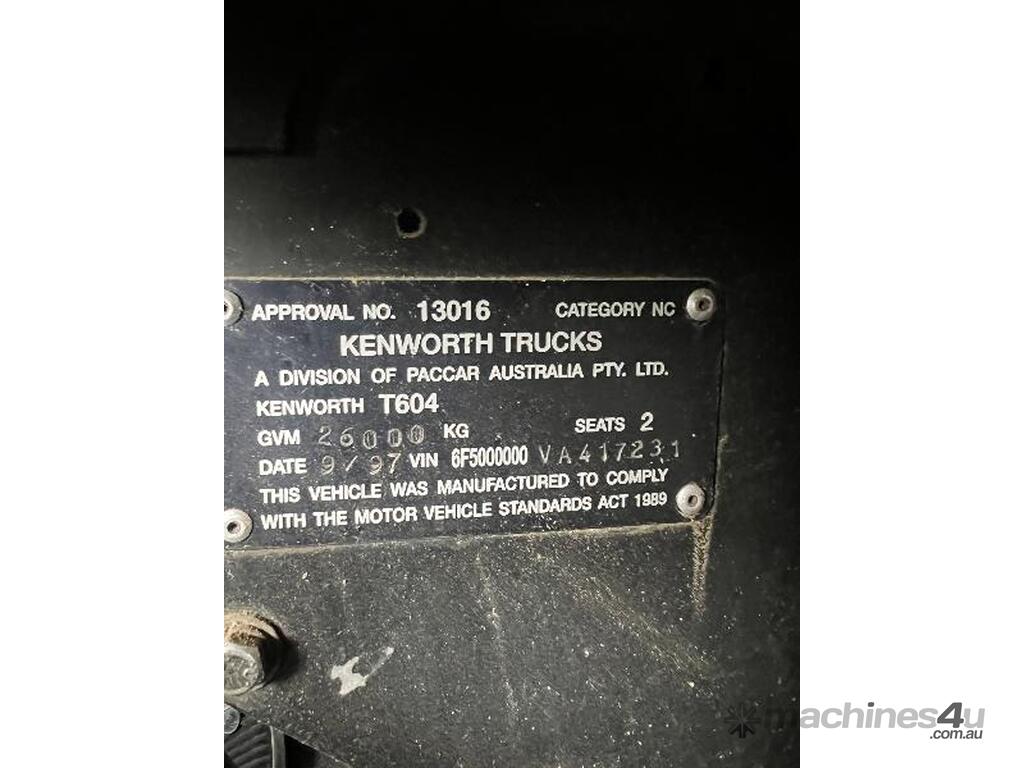 APPROVAL NO. 13016 CATEGORY NC
KENWORTH TRUCKS
A DIVISION OF PACCAR AUSTRALIA PTY. LTD.
KENWORTH T604
GVM 26000 KG SEATS 2
DATE 9/97 VIN 6F5000000 VA417231
THIS VEHICLE WAS MANUFACTURED TO COMPLY
WITH THE MOTOR VEHICLE STANDARDS ACT 1989
machines4u
.com.au